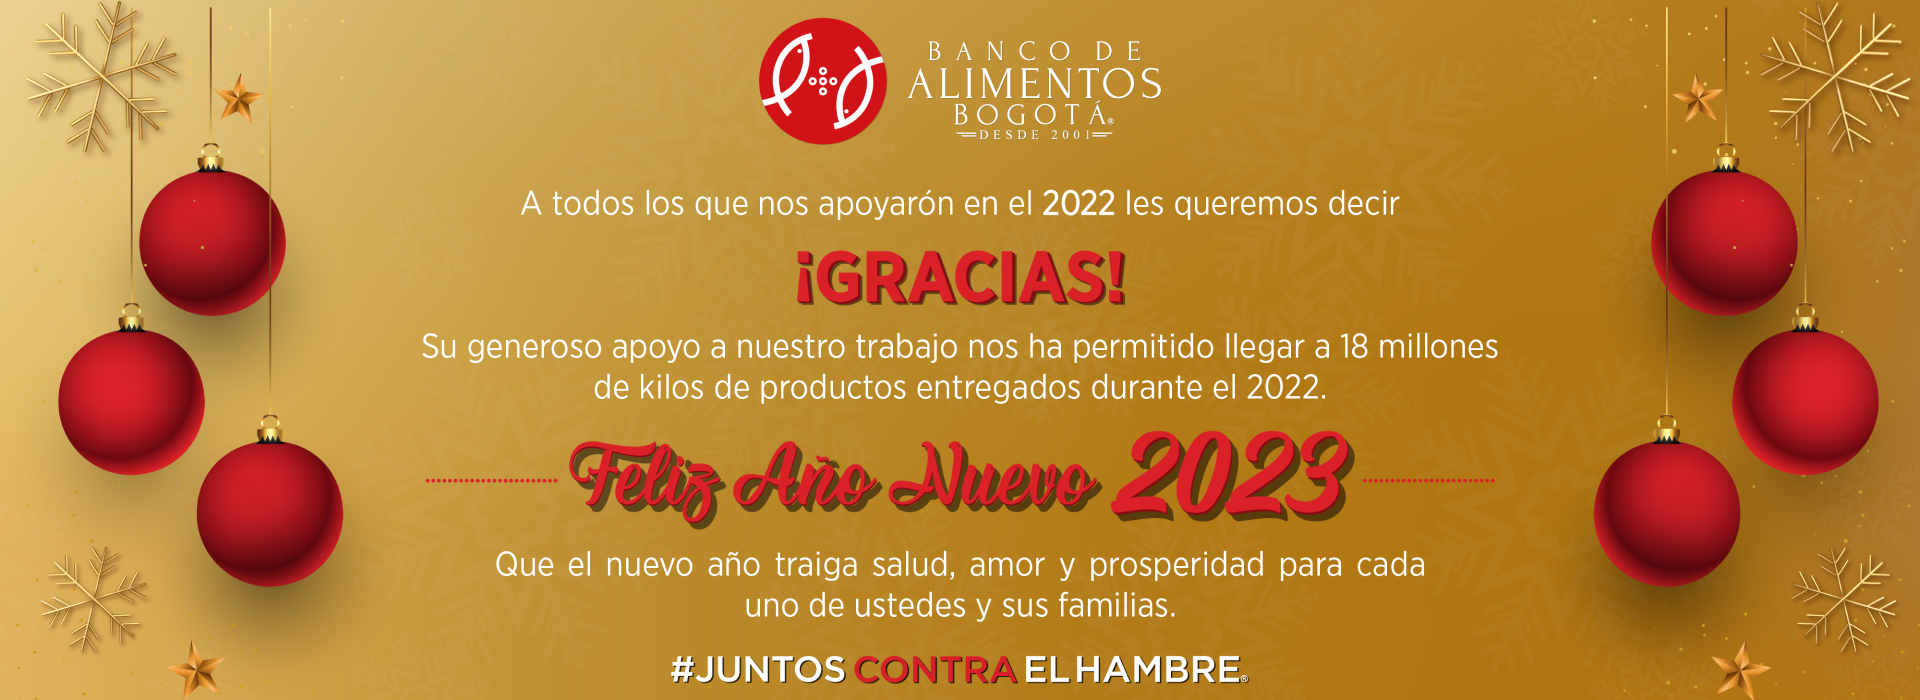 BANCO DE
ALIMENTOS
BOGOTÁ®
DESDE 2001
A todos los que nos apoyarón en el 2022 les queremos decir
¡GRACIAS!
Su generoso apoyo a nuestro trabajo nos ha permitido llegar a 18 millones
de kilos de productos entregados durante el 2022.
Feliz Año Nuevo 2023
Que el nuevo año traiga salud, amor y prosperidad para cada
uno de ustedes y sus familias.
#JUNTOS CONTRA EL HAMBRE®